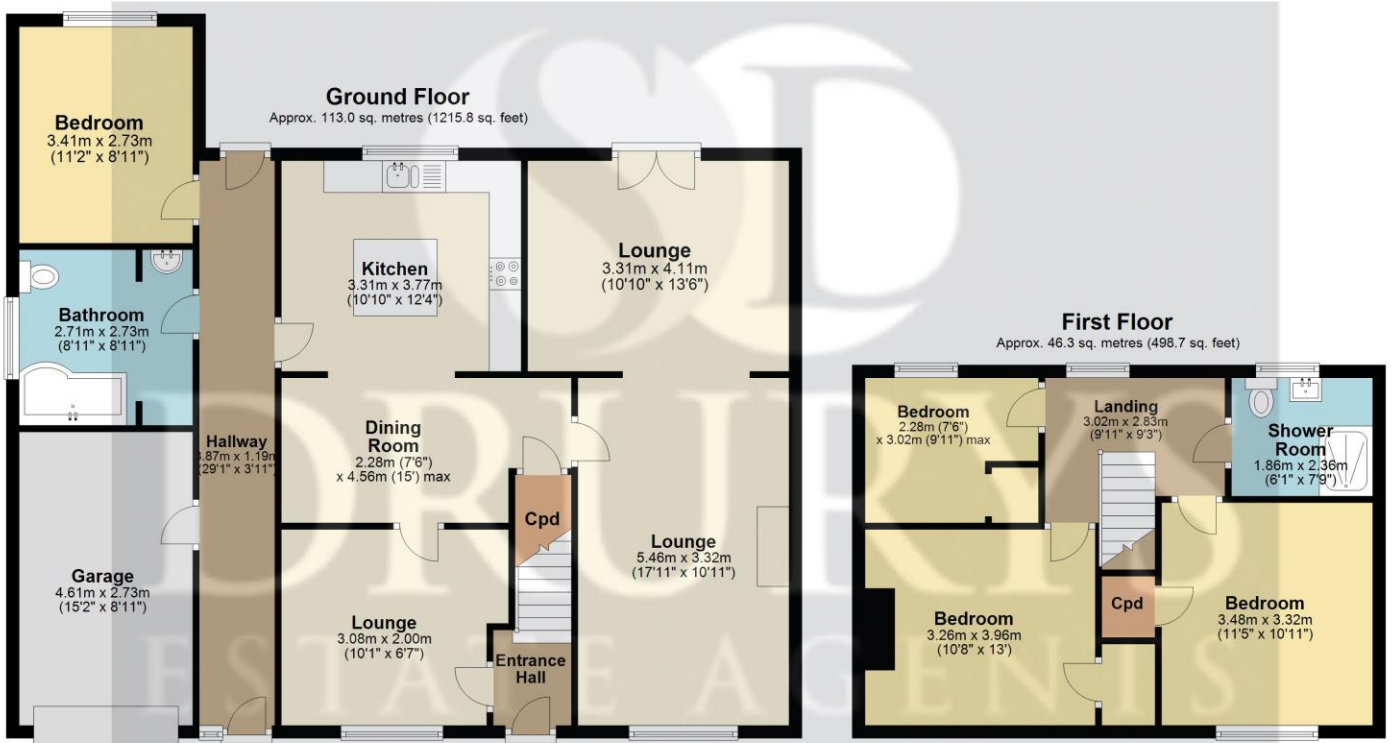 Ground Floor
Approx. 113.0 sq. metres (1215.8 sq. feet)
Bedroom
3.41m x 2.73m
(11'2" x 8'11")
Kitchen
3.31m x 3.77m
(10'10" x 12'4")
Lounge
3.31m x 4.11m
(10'10" x 13'6")
Bathroom
2.71m x 2.73m
(8'11" x 8'11")
Dining
Room
2.28m (7'6")
x 4.56m (15') max
Hallway
.87m x 1.19m
(29'1" x 3'11")
Cpd
Lounge
5.46m x 3.32m
(17'11" x 10'11")
Garage
4.61m x 2.73m
(15'2" x 8'11")
Lounge
3.08m x 2.00m
(10'1" x 6'7")
Entrance
Hall
First Floor
Approx. 46.3 sq. metres (498.7 sq. feet)
Bedroom
2.28m (7'6")
x 3.02m (9'11") max
Landing
3.02m x 2.83m
(9'11" x 9'3")
Shower
Room
1.86m x 2.36m
(6'1" x 7'9")
Bedroom
3.26m x 3.96m
(10'8" x 13')
Cpd
Bedroom
3.48m x 3.32m
(11'5" x 10'11")
DRURYS
ESTATE AGENTS